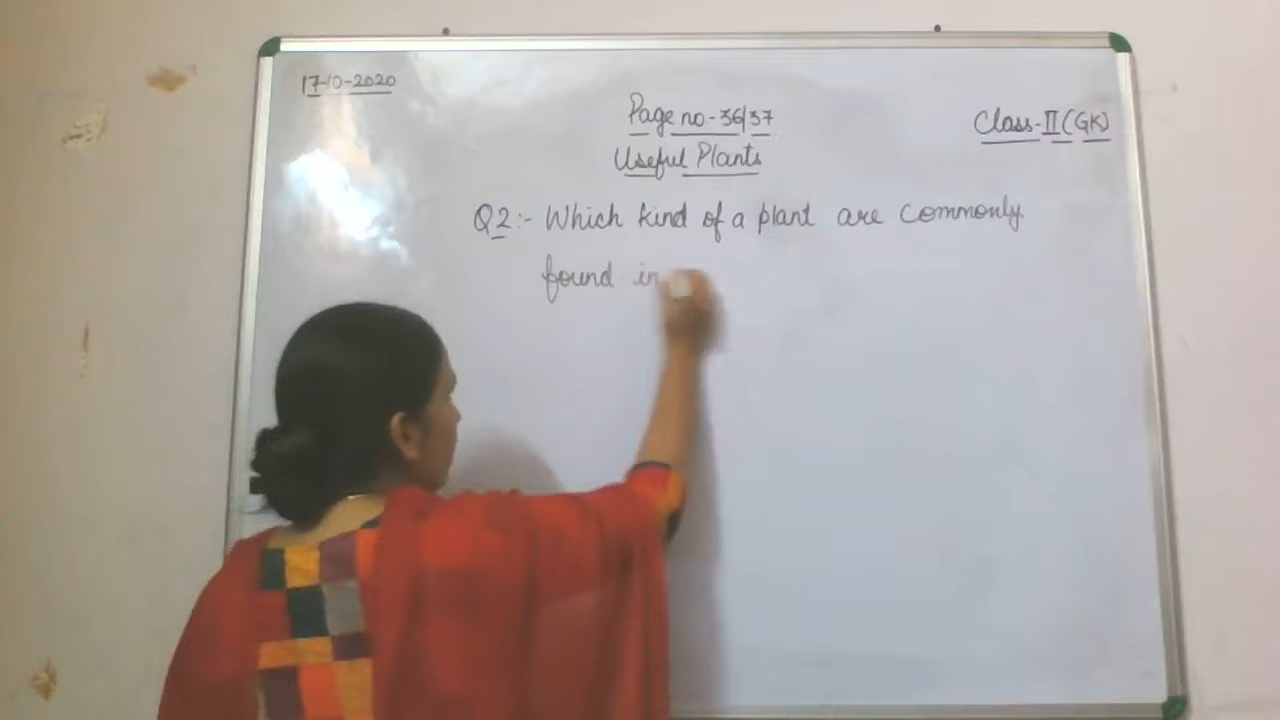 17-10-2020
Page no-36/37
Class-II(GK)
Useful Plants
Q2:- Which kind of a plant are commonly
found in